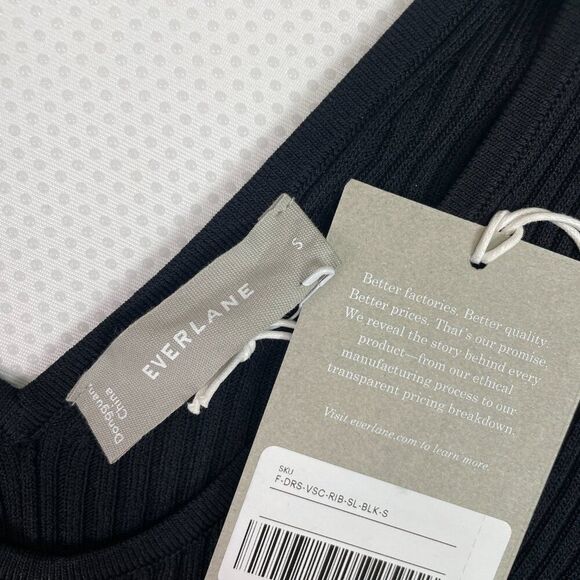 S
EVERLANE
Dongguan,
China
Better factories. Better quality.
Better prices. That's our promise.
We reveal the story behind every
product—from our ethical
manufacturing process to our
transparent pricing breakdown.
Visit everlane.com to learn more.
SKU
F-DRS-VSC-RIB-SL-BLK-S